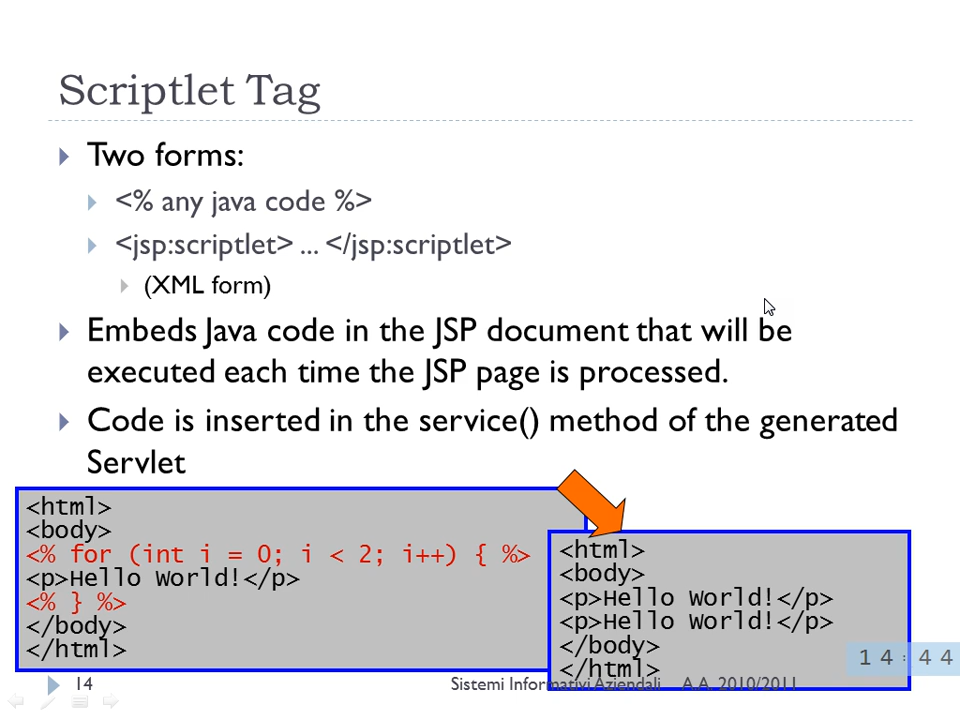 Scriptlet Tag
Two forms:
<% any java code %>
<jsp:scriptlet> ... </jsp:scriptlet>
(XML form)
Embeds Java code in the JSP document that will be
executed each time the JSP page is processed.
Code is inserted in the service() method of the generated
Servlet
<html>
<body>
<% for (int i = 0; i < 2; i++) { %>
<p>Hello World!</p>
<% } %>
</body>
</html>
<html>
<body>
<p>Hello World!</p>
<p>Hello World!</p>
</body>
</html>
14:44
14
Sistemi Informativi Aziendali A.A. 2010/2011